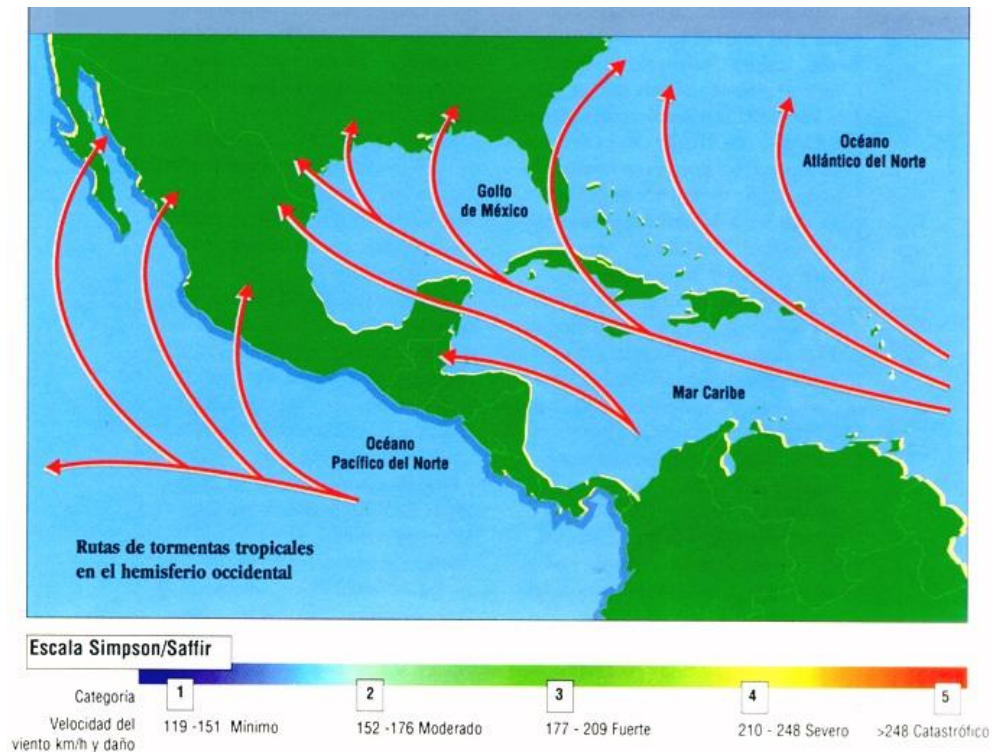 Océano
Atlántico del Norte
Golfo
de México
Mar Caribe
Océano
Pacífico del Norte
Rutas de tormentas tropicales
en el hemisferio occidental
Escala Simpson/Saffir
Categoría 1 2 3 4 5
Velocidad del
viento km/h y daño
119 -151 Mínimo 152 -176 Moderado 177 - 209 Fuerte 210 - 248 Severo >248 Catastrófico